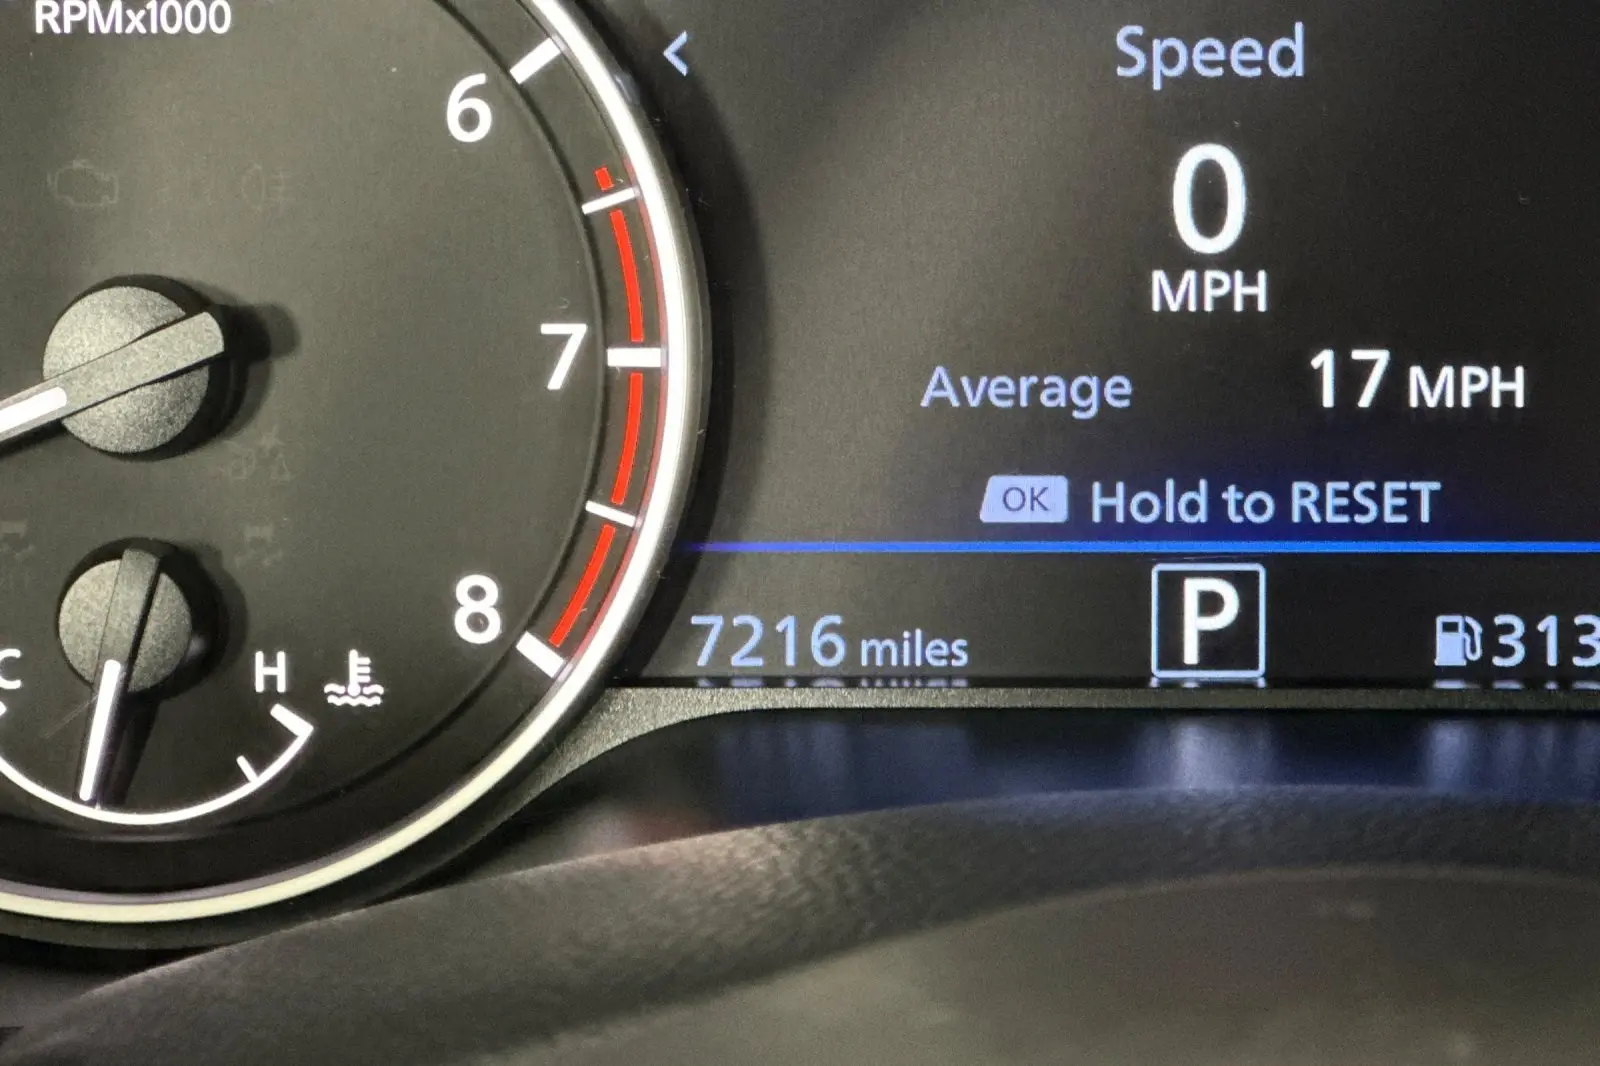 RPMx1000
6
7
8
C
H
Speed
0
MPH
Average 17 MPH
OK Hold to RESET
7216 miles P 313